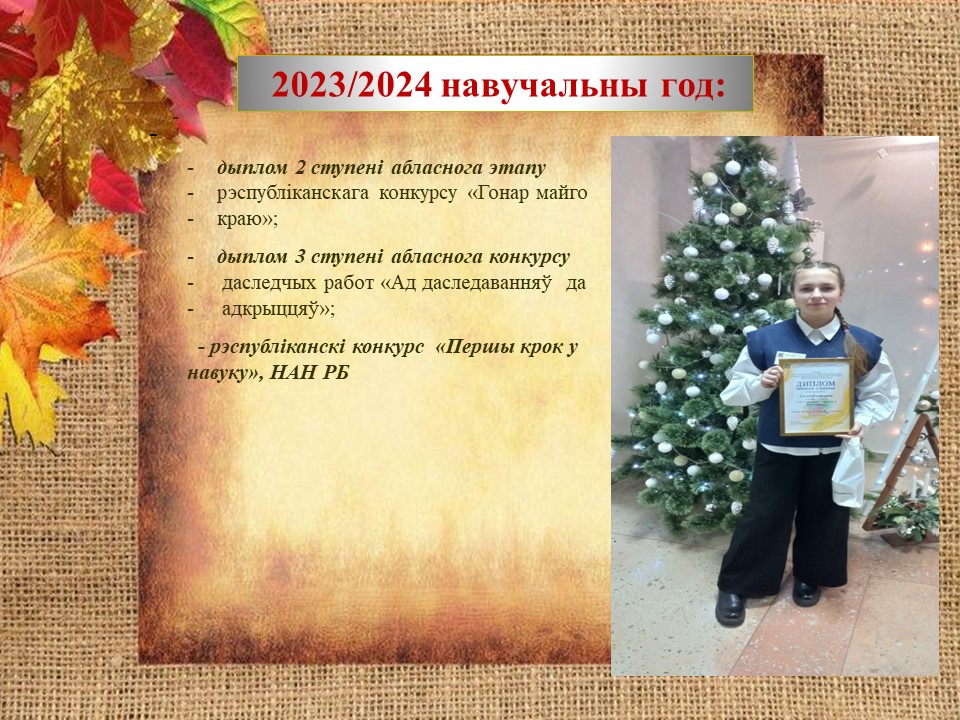 2023/2024 навучальны год:
-
-
-
- дыплом 2 ступені абласнога этапу
- рэспубліканскага конкурсу «Гонар майго
- краю»;
- дыплом 3 ступені абласнога конкурсу
- даследчых работ «Ад даследаванняў да
- адкрыццяў»;
- рэспубліканскі конкурс «Першы крок у
навуку», НАН РБ
ДИПЛОМ